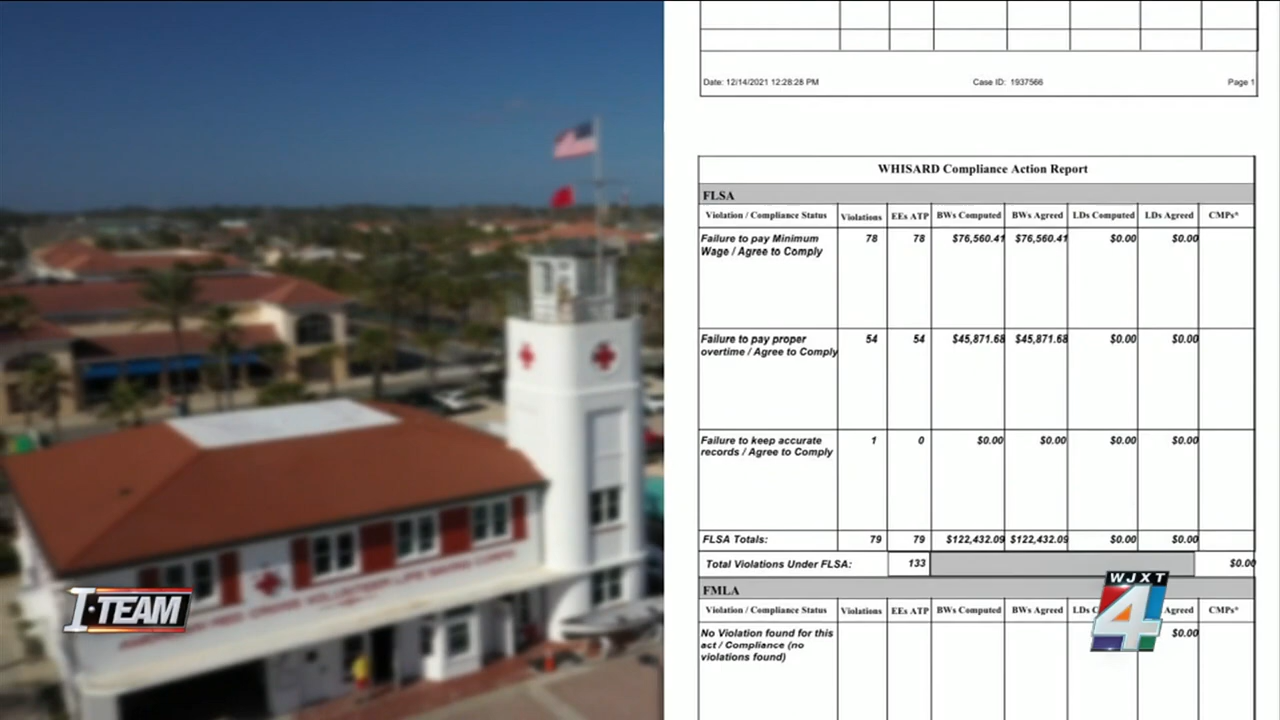 Date: 12/14/2021 12:28:28 PM Case ID: 1937566 Page 1
WHISARD Compliance Action Report
FLSA
Violation / Compliance Status Violations EEs ATP BWs Computed BWs Agreed LDs Computed LDs Agreed CMPs*
Failure to pay Minimum 78 78 $76,560.41 $76,560.41 $0.00 $0.00
Wage / Agree to Comply
Failure to pay proper 54 54 $45,871.68 $45,871.68 $0.00 $0.00
overtime / Agree to Comply
Failure to keep accurate 1 0 $0.00 $0.00 $0.00 $0.00
records / Agree to Comply
FLSA Totals: 79 79 $122,432.09 $122,432.09 $0.00 $0.00
Total Violations Under FLSA: 133 $0.00
FMLA
Violation / Compliance Status Violations EEs ATP BWs Computed BWs Agreed LDs C Agreed CMPs*
No Violation found for this $0.00
act / Compliance (no
violations found)
I-TEAM
WJXT
4